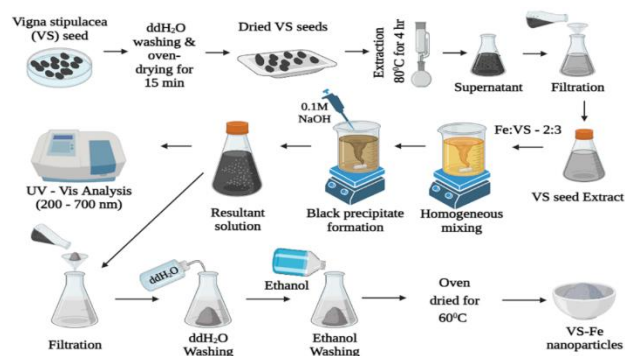 Vigna stipulacea
(VS) seed
ddH₂O
washing &
oven-
drying for
15 min
Dried VS seeds
Extraction
80⁰C for 4 hr
Supernatant
Filtration
VS seed Extract
Fe:VS - 2:3
Homogeneous
mixing
0.1M
NaOH
Black precipitate
formation
Resultant
solution
UV - Vis Analysis
(200 - 700 nm)
Filtration
ddH₂O
ddH₂O
Washing
Ethanol
Ethanol
Washing
Oven
dried for
60⁰C
VS-Fe
nanoparticles